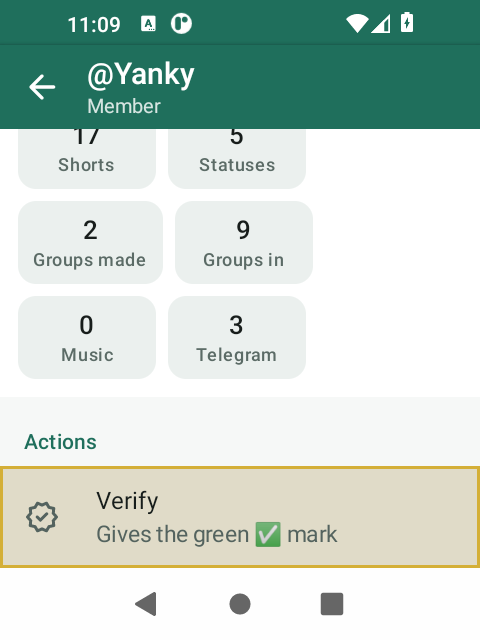 11:09
@Yanky
Member
17
5
Shorts
Statuses
2
9
Groups made
Groups in
0
3
Music
Telegram
Actions
Verify
Gives the green ✅ mark